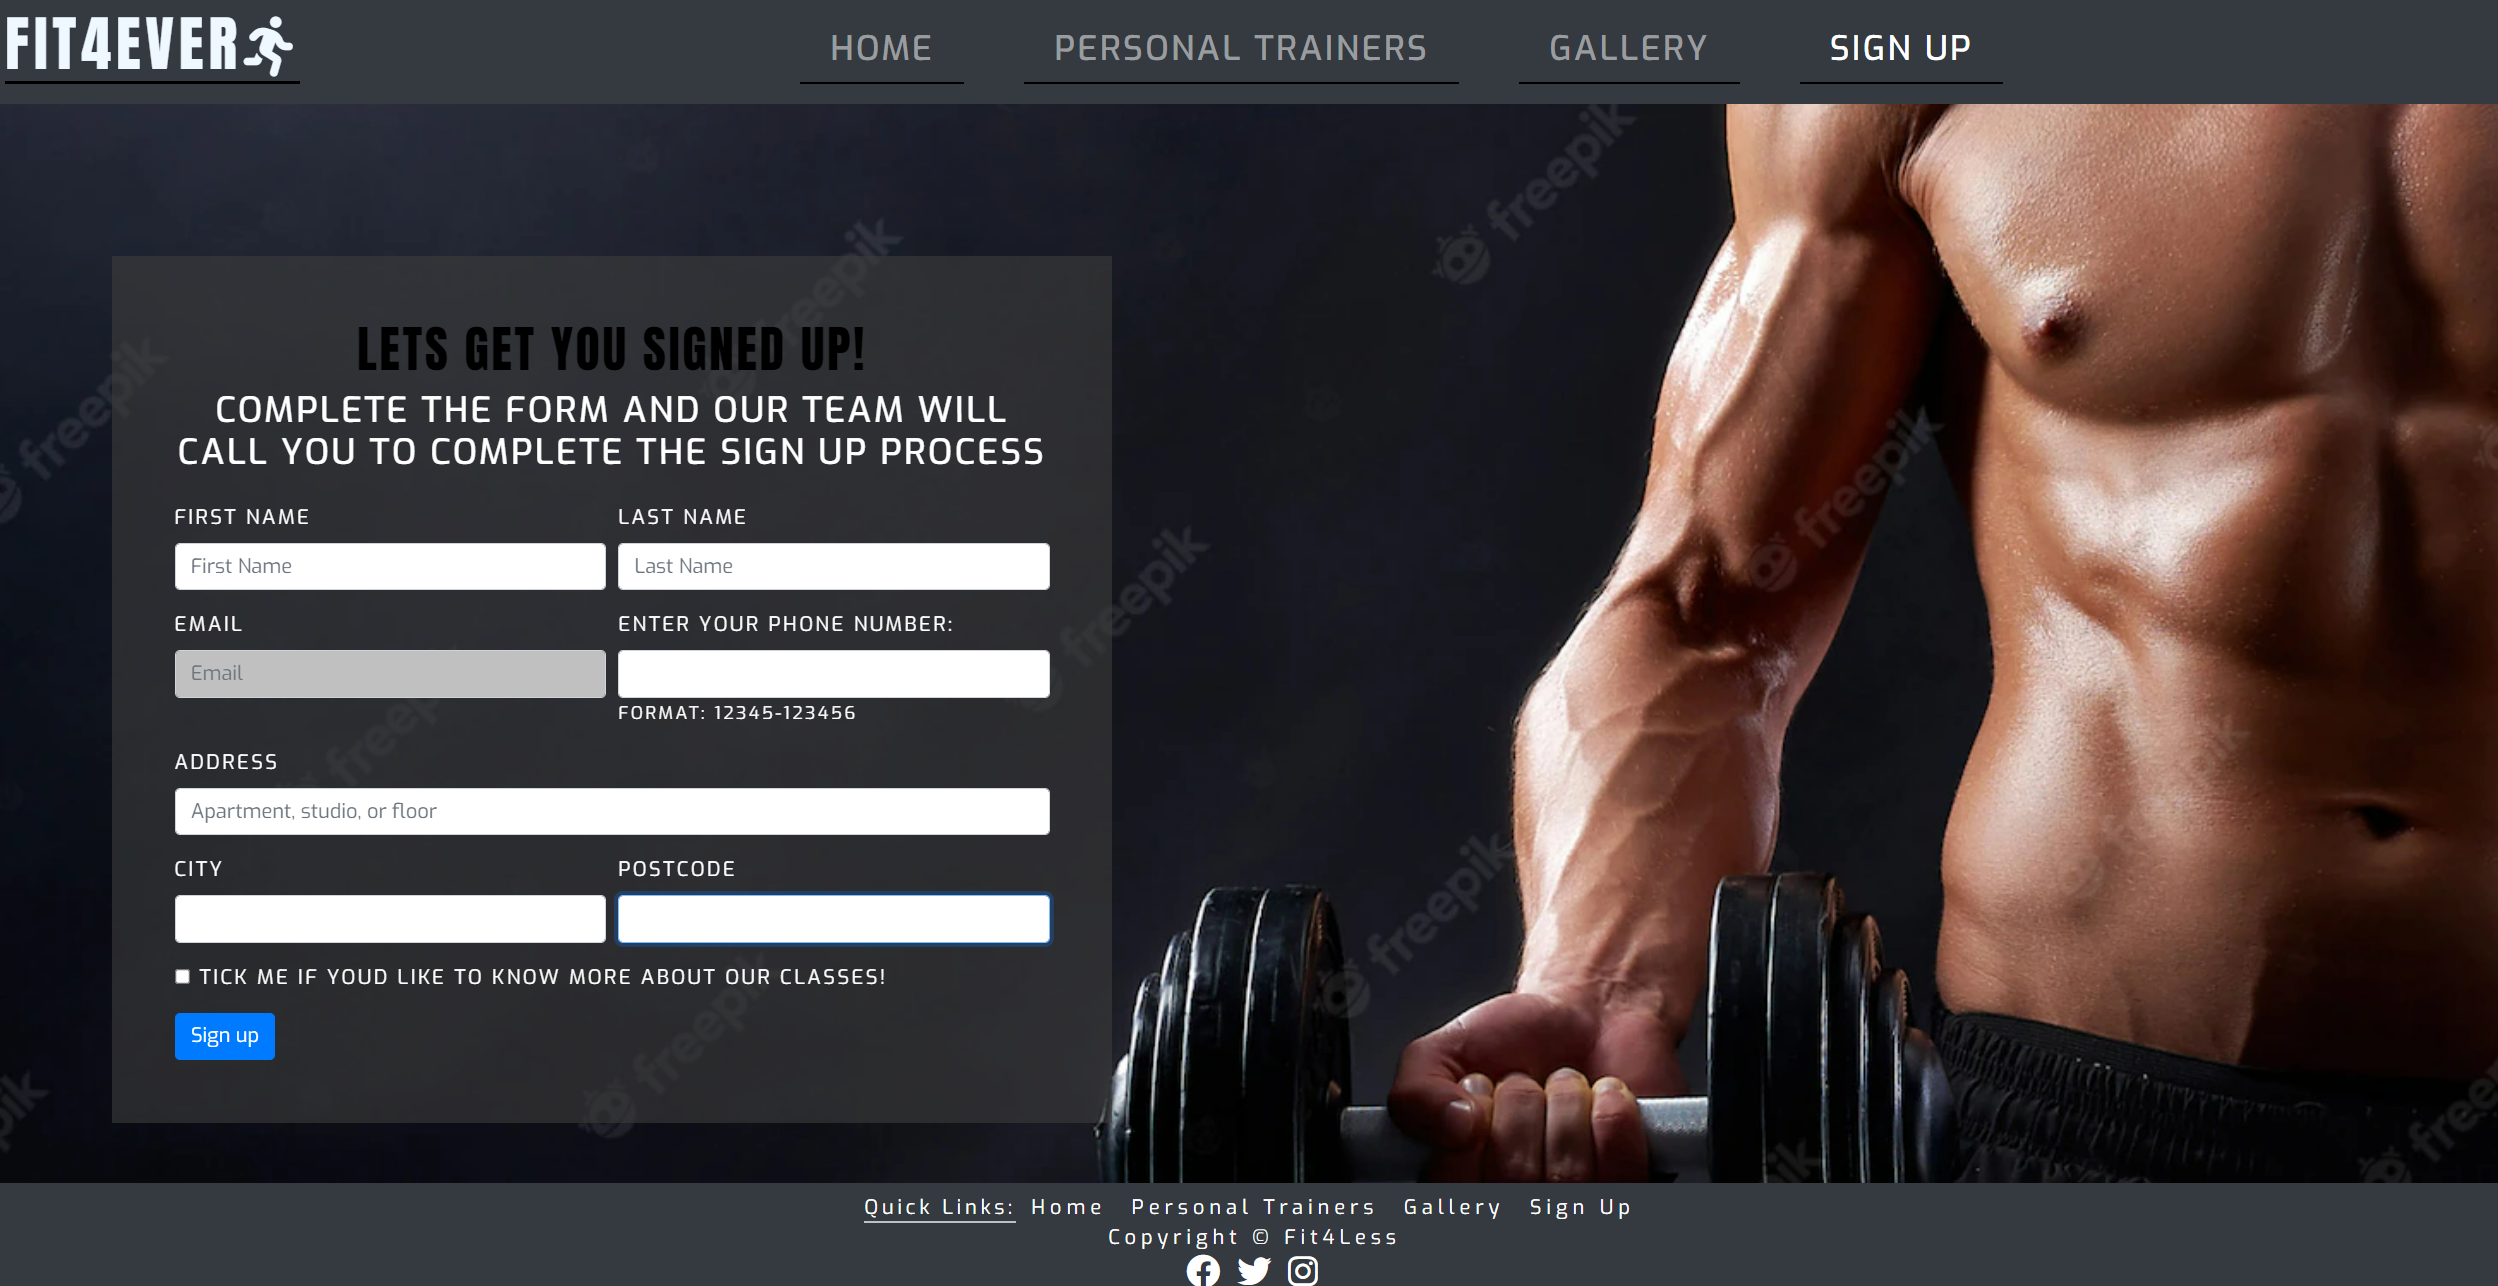 FIT4EVER
HOME PERSONAL TRAINERS GALLERY SIGN UP
LETS GET YOU SIGNED UP!
COMPLETE THE FORM AND OUR TEAM WILL
CALL YOU TO COMPLETE THE SIGN UP PROCESS
FIRST NAME LAST NAME
First Name Last Name
EMAIL ENTER YOUR PHONE NUMBER:
Email
FORMAT: 12345-123456
ADDRESS
Apartment, studio, or floor
CITY POSTCODE
TICK ME IF YOUD LIKE TO KNOW MORE ABOUT OUR CLASSES!
Sign up
Quick Links: Home Personal Trainers Gallery Sign Up
Copyright © Fit4Less
freepik
freepik
freepik
freepik
freepik
freepik
freepik
freepik